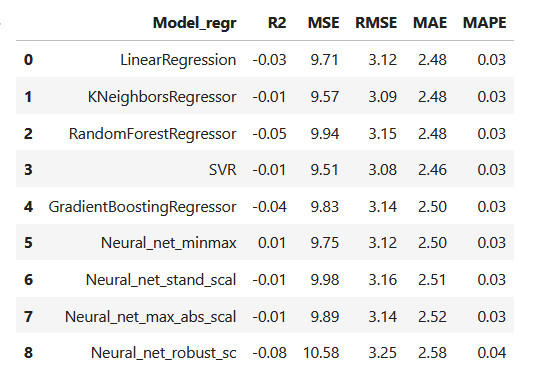 Model_regr R2 MSE RMSE MAE MAPE
0 LinearRegression -0.03 9.71 3.12 2.48 0.03
1 KNeighborsRegressor -0.01 9.57 3.09 2.48 0.03
2 RandomForestRegressor -0.05 9.94 3.15 2.48 0.03
3 SVR -0.01 9.51 3.08 2.46 0.03
4 GradientBoostingRegressor -0.04 9.83 3.14 2.50 0.03
5 Neural_net_minmax 0.01 9.75 3.12 2.50 0.03
6 Neural_net_stand_scal -0.01 9.98 3.16 2.51 0.03
7 Neural_net_max_abs_scal -0.01 9.89 3.14 2.52 0.03
8 Neural_net_robust_sc -0.08 10.58 3.25 2.58 0.04